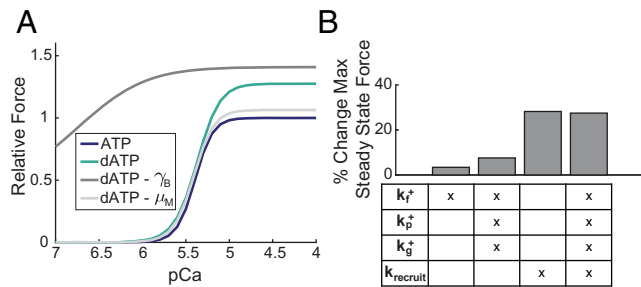 A
Relative Force
1.5
1
0.5
0
ATP
dATP
dATP - γB
dATP - μM
7
6.5
6
5.5
5
4.5
4
pCa
B
% Change Max
Steady State Force
40
20
0
kf+ x x x
kp+ x x
kg+ x x
krecruit x x